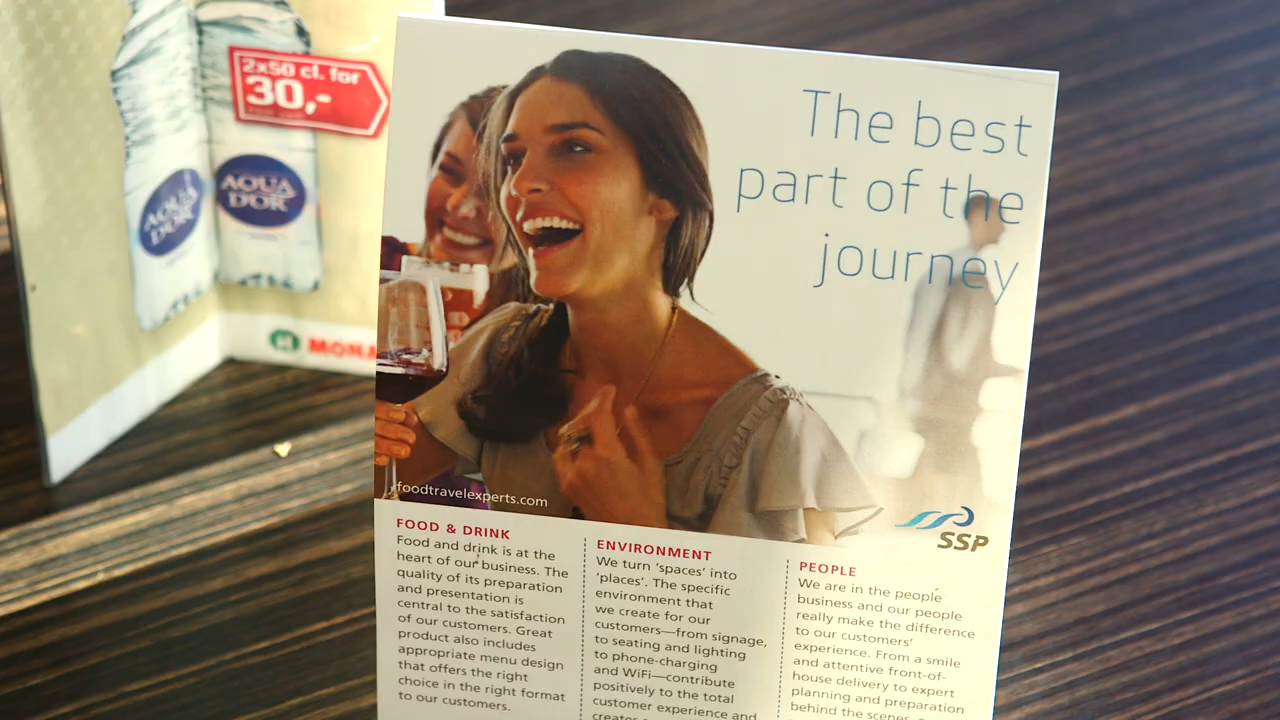 2x50 cl. for
30,-
AQUA
D'OR
AQUA
D'OR
The best
part of the
journey
foodtravelexperts.com
SSP
FOOD & DRINK
Food and drink is at the
heart of our business. The
quality of its preparation
and presentation is
central to the satisfaction
of our customers. Great
product also includes
appropriate menu design
that offers the right
choice in the right format
to our customers.
ENVIRONMENT
We turn ‘spaces’ into
‘places’. The specific
environment that
we create for our
customers—from signage,
to seating and lighting
to phone-charging
and WiFi—contribute
positively to the total
customer experience and
PEOPLE
We are in the people
business and our people
really make the difference
to our customers’
experience. From a smile
and attentive front-of-
house delivery to expert
planning and preparation
behind the scenes.